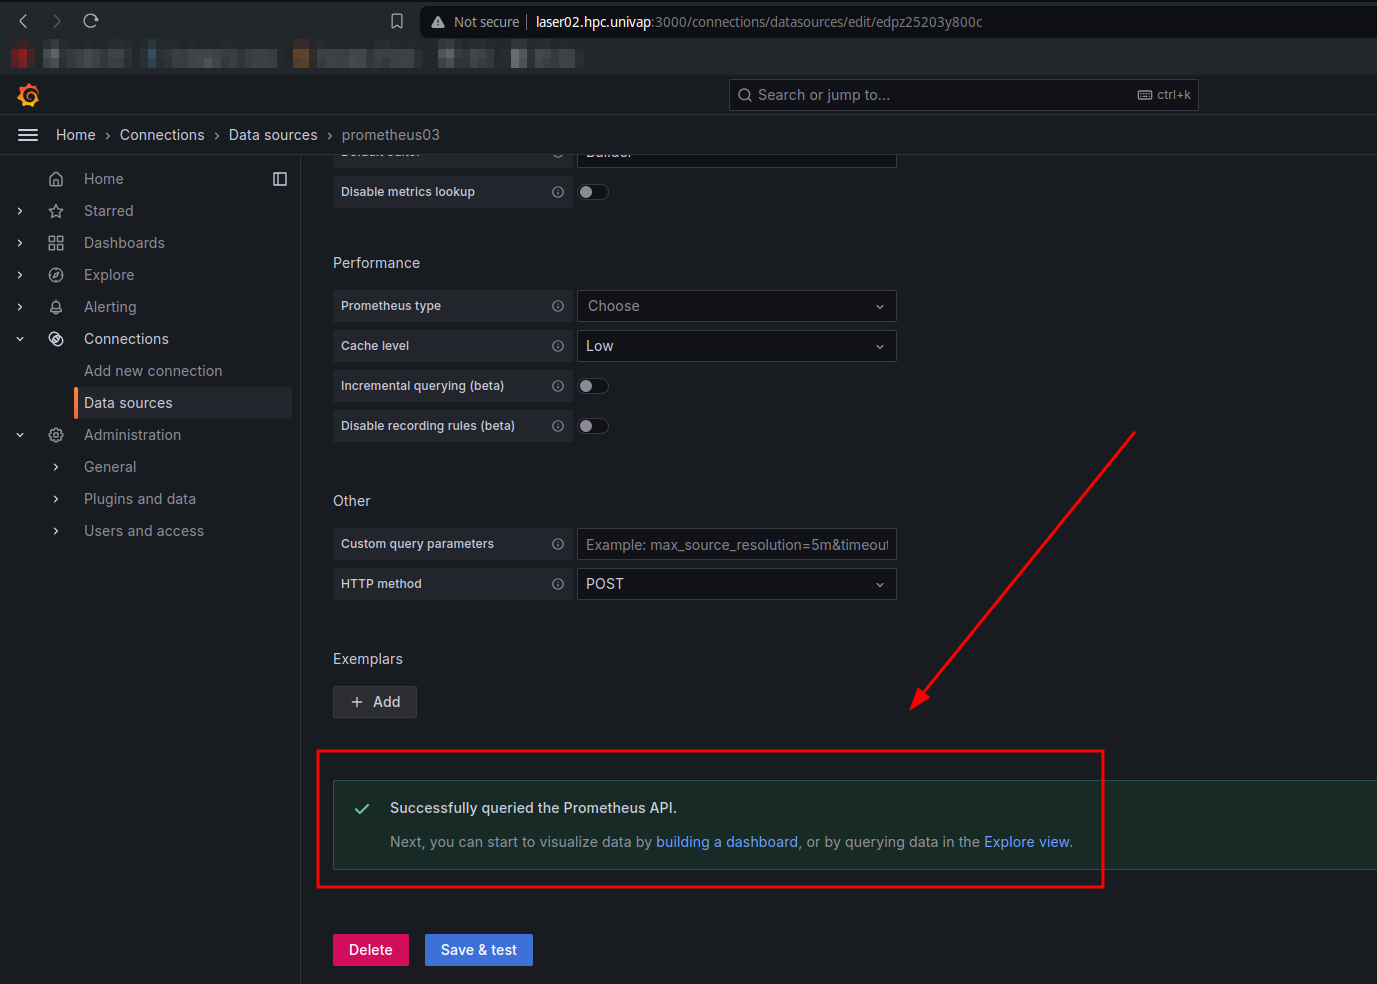 Not secure laser02.hpc.univap:3000/connections/datasources/edit/edpz25203y800c
Search or jump to... ctrl+k
Home › Connections › Data sources › prometheus03
Home
Starred
Dashboards
Explore
Alerting
Connections
Add new connection
Data sources
Administration
General
Plugins and data
Users and access
Disable metrics lookup
Performance
Prometheus type Choose
Cache level Low
Incremental querying (beta)
Disable recording rules (beta)
Other
Custom query parameters Example: max_source_resolution=5m&timeout
HTTP method POST
Exemplars
+ Add
Successfully queried the Prometheus API.
Next, you can start to visualize data by building a dashboard, or by querying data in the Explore view.
Delete Save & test